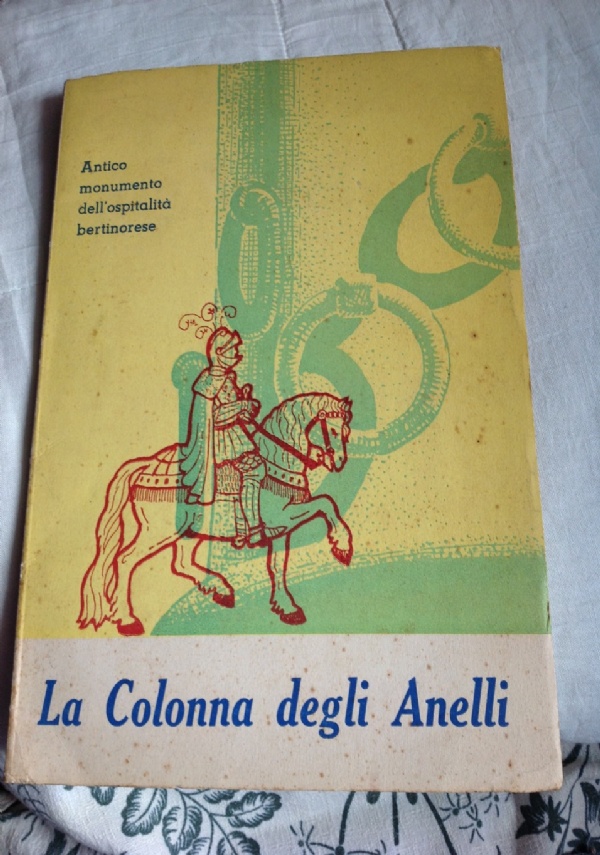 Antico
monumento
dell'ospitalità
bertinorese
La Colonna degli Anelli